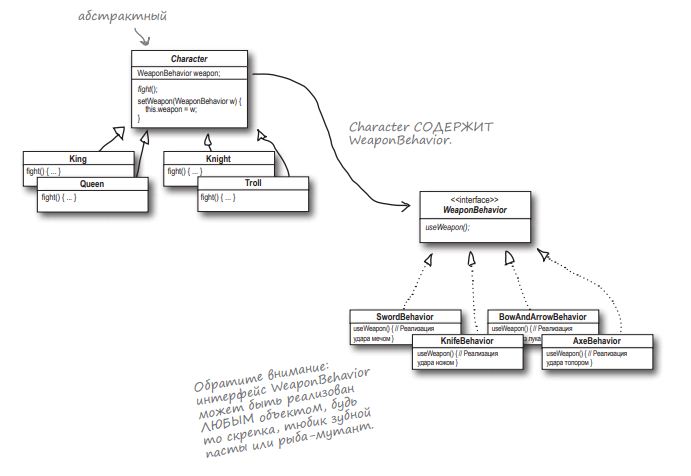 абстрактный
Character
WeaponBehavior weapon;
fight();
setWeapon(WeaponBehavior w) {
this.weapon = w;
}
King
fight() { ... }
Queen
fight() { ... }
Knight
fight() { ... }
Troll
fight() { ... }
Character СОДЕРЖИТ
WeaponBehavior.
<<interface>>
WeaponBehavior
useWeapon();
SwordBehavior
useWeapon() { // Реализация
удара мечом }
KnifeBehavior
useWeapon() { // Реализация
удара ножом }
BowAndArrowBehavior
useWeapon() { // Реализация
лука
AxeBehavior
useWeapon() { // Реализация
удара топором }
Обратите внимание:
интерфейс WeaponBehavior
может быть реализован
ЛЮБЫМ объектом, будь
то скрепка, тюбик зубной
пасты или рыба-мутант.